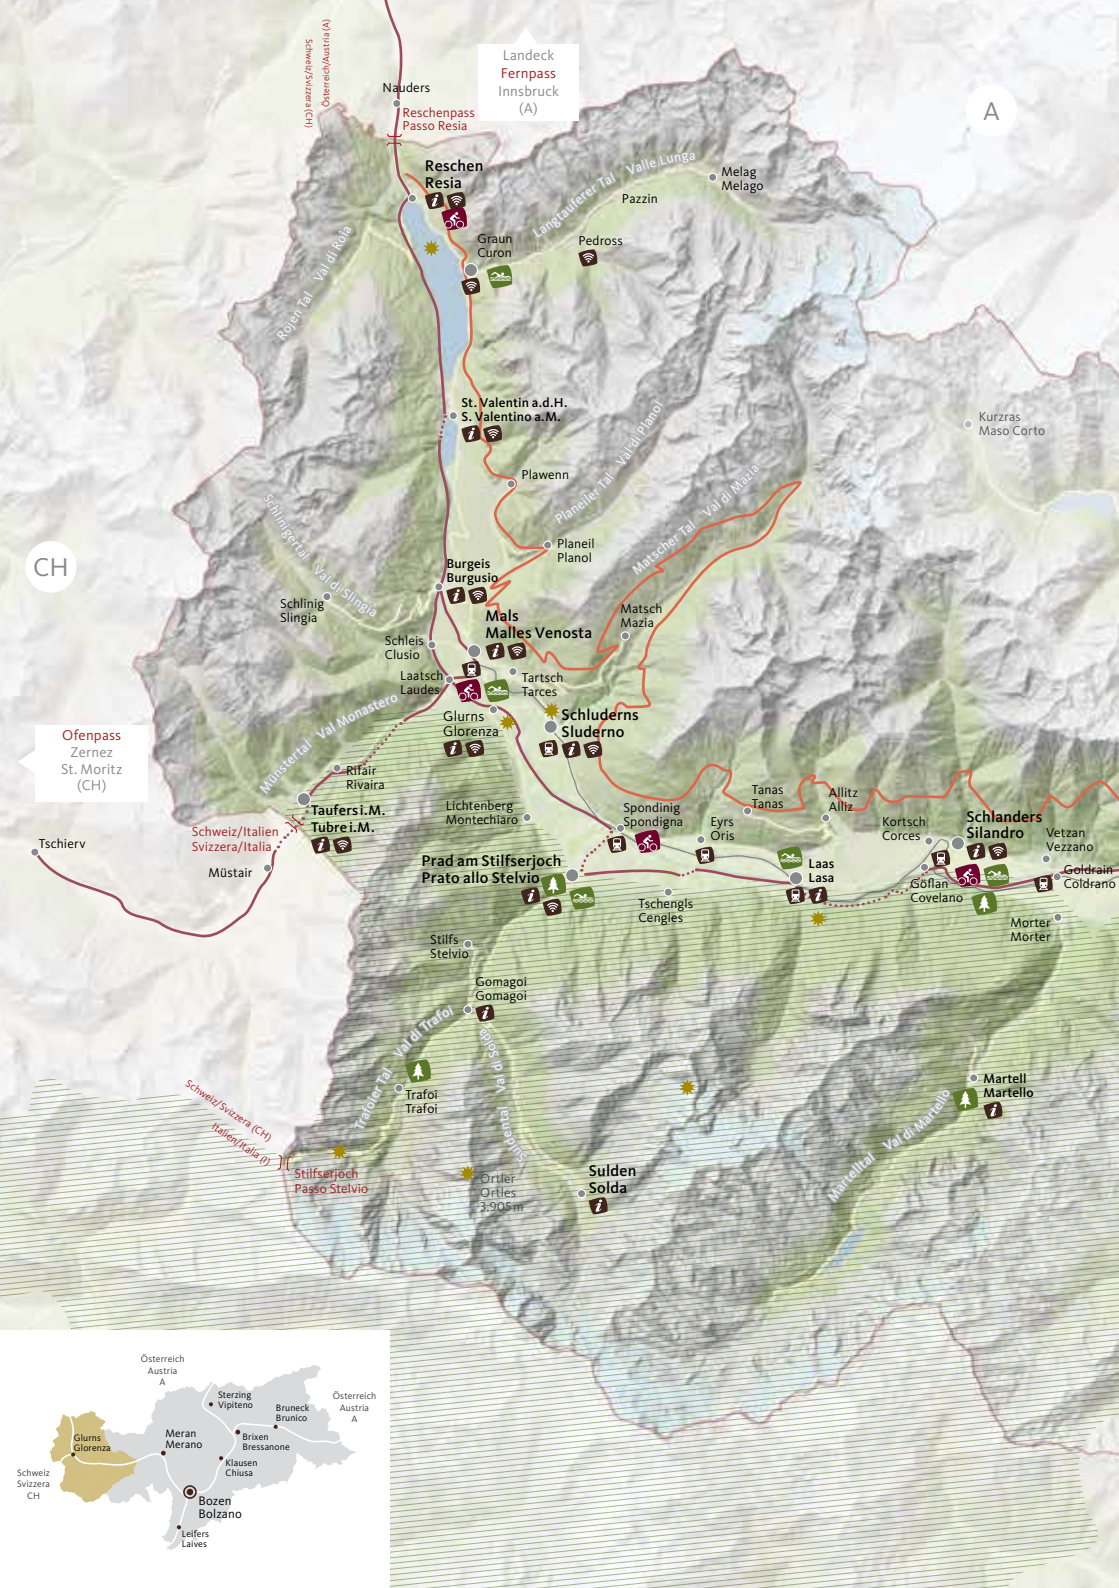 Schweiz/Svizzera (CH)
Österreich/Austria (A)
Landeck
Fernpass
Innsbruck
(A)
A
Nauders
Reschenpass
Passo Resia
Reschen
Resia
Langtauferer Tal Valle Lunga
Melag
Melago
Pazzin
Pedross
Graun
Curon
Rojen Tal Val di Roia
St. Valentin a.d.H.
S. Valentino a.M.
Kurzras
Maso Corto
Plawenn
Planeiler Tal Val di Planol
Matscher Tal Val di Mazia
Schlinigertal Val di Slingia
Planeil
Planol
CH
Burgeis
Burgusio
Schlinig
Slingia
Mals
Malles Venosta
Matsch
Mazia
Schleis
Clusio
Laatsch
Laudes
Tartsch
Tarces
Glurns
Glorenza
Schluderns
Sluderno
Münstertal Val Monastero
Ofenpass
Zernez
St. Moritz
(CH)
Rifair
Rivaira
Taufers i.M.
Tubre i.M.
Schweiz/Italien
Svizzera/Italia
Tschierv
Müstair
Lichtenberg
Montechiaro
Spondinig
Spondigna
Tanas
Tanas
Allitz
Alliz
Eyrs
Oris
Kortsch
Corces
Schlanders
Silandro
Vetzan
Vezzano
Prad am Stilfserjoch
Prato allo Stelvio
Laas
Lasa
Göflan
Covelano
Goldrain
Coldrano
Tschengls
Cengles
Morter
Morter
Stilfs
Stelvio
Gomagoi
Gomagoi
Trafoier Tal Val di Trafoi
Suldental Val di Solda
Trafoi
Trafoi
Martell
Martello
Martelltal Val di Martello
Schweiz/Svizzera (CH)
Italien/Italia (I)
Stilfserjoch
Passo Stelvio
Ortler
Ortles
3.905m
Sulden
Solda
Österreich
Austria
A
Sterzing
Vipiteno
Österreich
Austria
A
Bruneck
Brunico
Glurns
Glorenza
Meran
Merano
Brixen
Bressanone
Klausen
Chiusa
Schweiz
Svizzera
CH
Bozen
Bolzano
Leifers
Laives